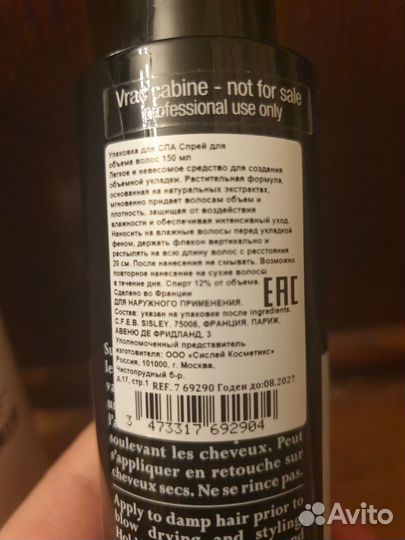 Vrac cabine - not for sale
professional use only
Упаковка для СПА Спрей для
объема волос 150 мл
Легкое и невесомое средство для создания
объемной укладки. Растительная формула,
основанная на натуральных экстрактах,
мгновенно придает волосам объем и
плотность, защищая от воздействия
влажности и обеспечивая интенсивный уход.
Наносить на влажные волосы перед укладкой
феном, держать флакон вертикально и
распылять на всю длину волос с расстояния
20 см. После нанесения не смывать. Возможно
повторное нанесение на сухие волосы
в течение дня. Спирт 12% от объема.
Сделано во Франции
ДЛЯ НАРУЖНОГО ПРИМЕНЕНИЯ.
EAC
Состав: указан на упаковке после ingredients.
C.F.E.B. SISLEY, 75008, ФРАНЦИЯ. ПАРИЖ,
АВЕНЮ ДЕ ФРИДЛАНД, 3
Уполномоченный представитель
изготовителя: ООО «Сислей Косметикс»
Россия, 101000, г. Москва,
Чистопрудный б-р,
д.17, стр.1
REF. 7 69290 Годен до:08.2027
3 473317 692904
soulevant les cheveux. Peut
s'appliquer en retouche sur
cheveux secs. Ne se rince pas.
Apply to damp hair prior to
blow drying and styling.
Avito